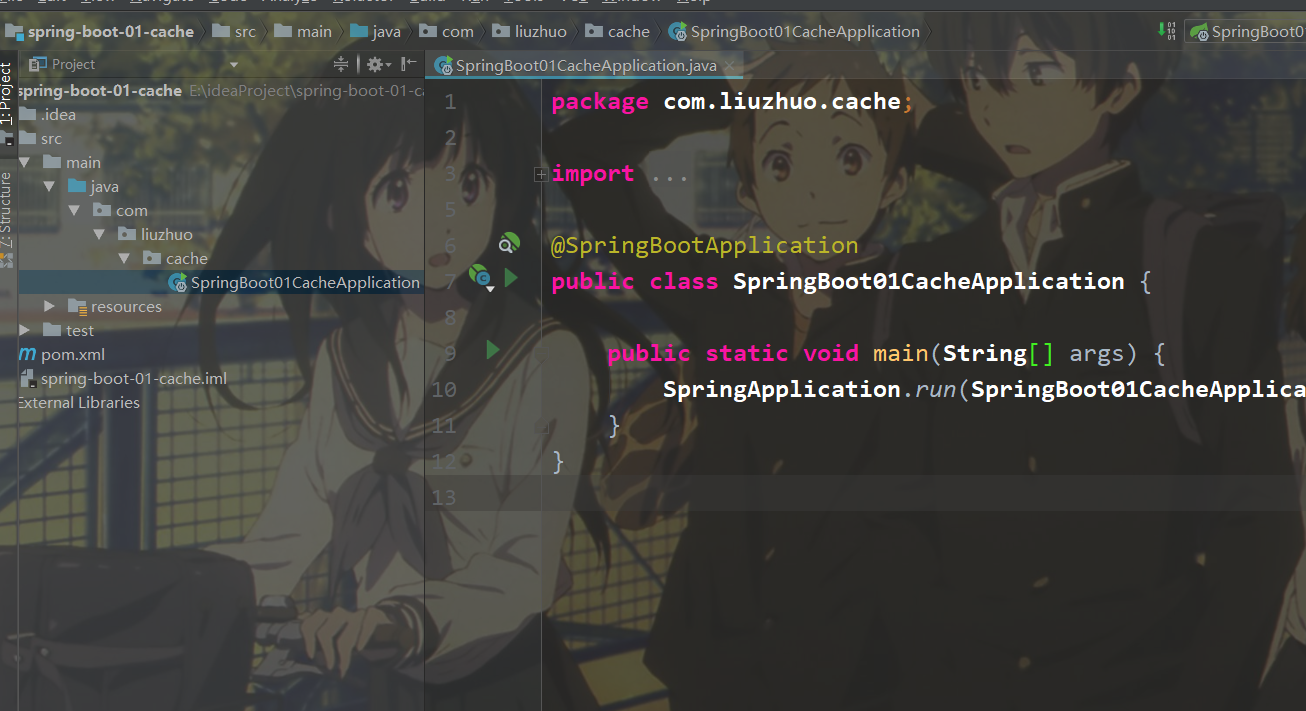 spring-boot-01-cache src main java com liuzhuo cache SpringBoot01CacheApplication SpringBoot0
Project
SpringBoot01CacheApplication.java
1: Project
Z: Structure
spring-boot-01-cache E:\ideaProject\spring-boot-01-ca
.idea
src
main
java
com
liuzhuo
cache
SpringBoot01CacheApplication
resources
test
pom.xml
spring-boot-01-cache.iml
External Libraries
1 package com.liuzhuo.cache;
2
3 import ...
5
6 @SpringBootApplication
7 public class SpringBoot01CacheApplication {
8
9 public static void main(String[] args) {
10 SpringApplication.run(SpringBoot01CacheApplica
11 }
12 }
13